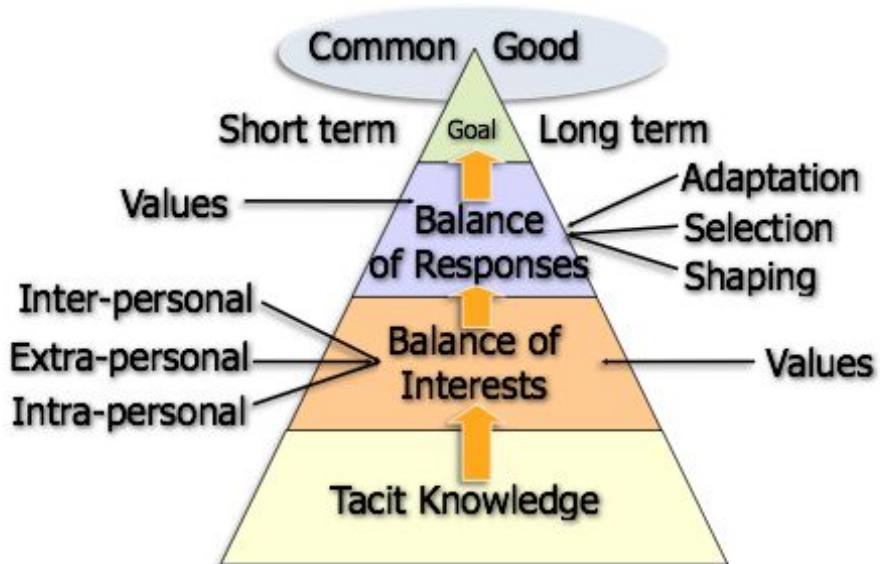 Common Good
Short term Goal Long term
Adaptation
Values
Balance
of Responses
Selection
Shaping
Inter-personal
Extra-personal
Intra-personal
Balance of
Interests
Values
Tacit Knowledge